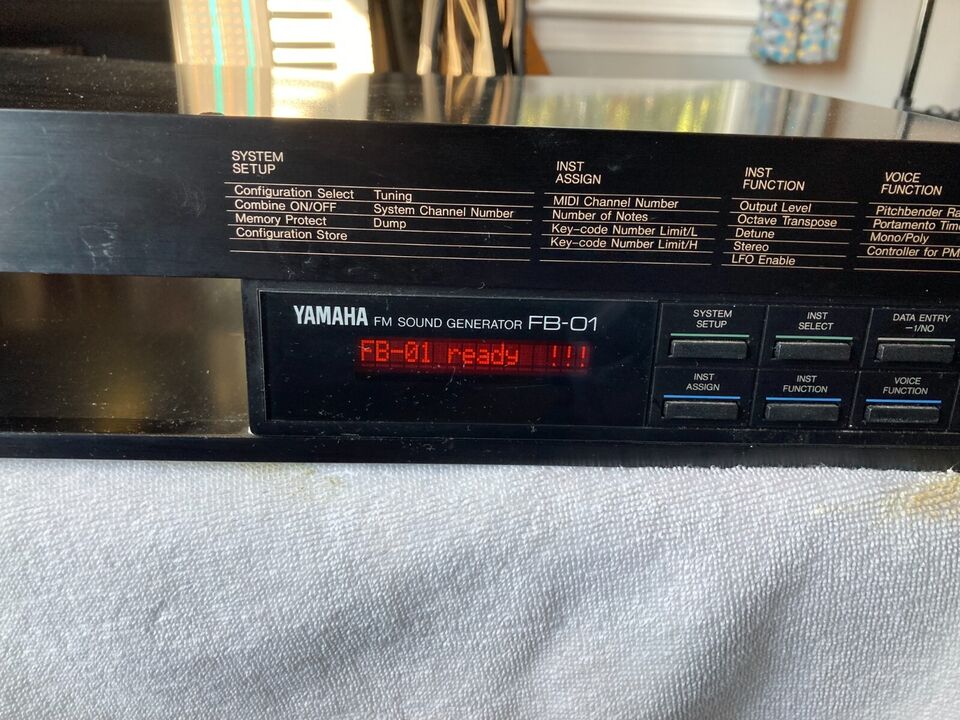 SYSTEM
SETUP
Configuration Select Tuning
Combine ON/OFF System Channel Number
Memory Protect Dump
Configuration Store
INST
ASSIGN
MIDI Channel Number
Number of Notes
Key-code Number Limit/L
Key-code Number Limit/H
INST
FUNCTION
Output Level
Octave Transpose
Detune
Stereo
LFO Enable
VOICE
FUNCTION
Pitchbender Ra
Portamento Tim
Mono/Poly
Controller for PM
YAMAHA FM SOUND GENERATOR FB-01
FB-01 ready !!!
SYSTEM
SETUP
INST
SELECT
DATA ENTRY
-1/NO
INST
ASSIGN
INST
FUNCTION
VOICE
FUNCTION